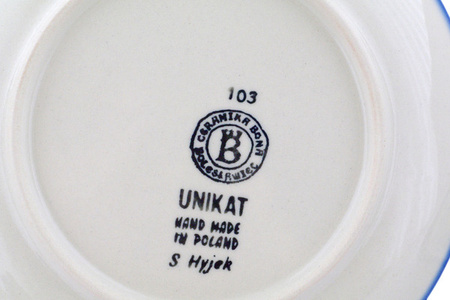 103
CERAMIKA BONA
BOLESŁAWIEC
B
UNIKAT
HAND MADE
IN POLAND
S Hyjek